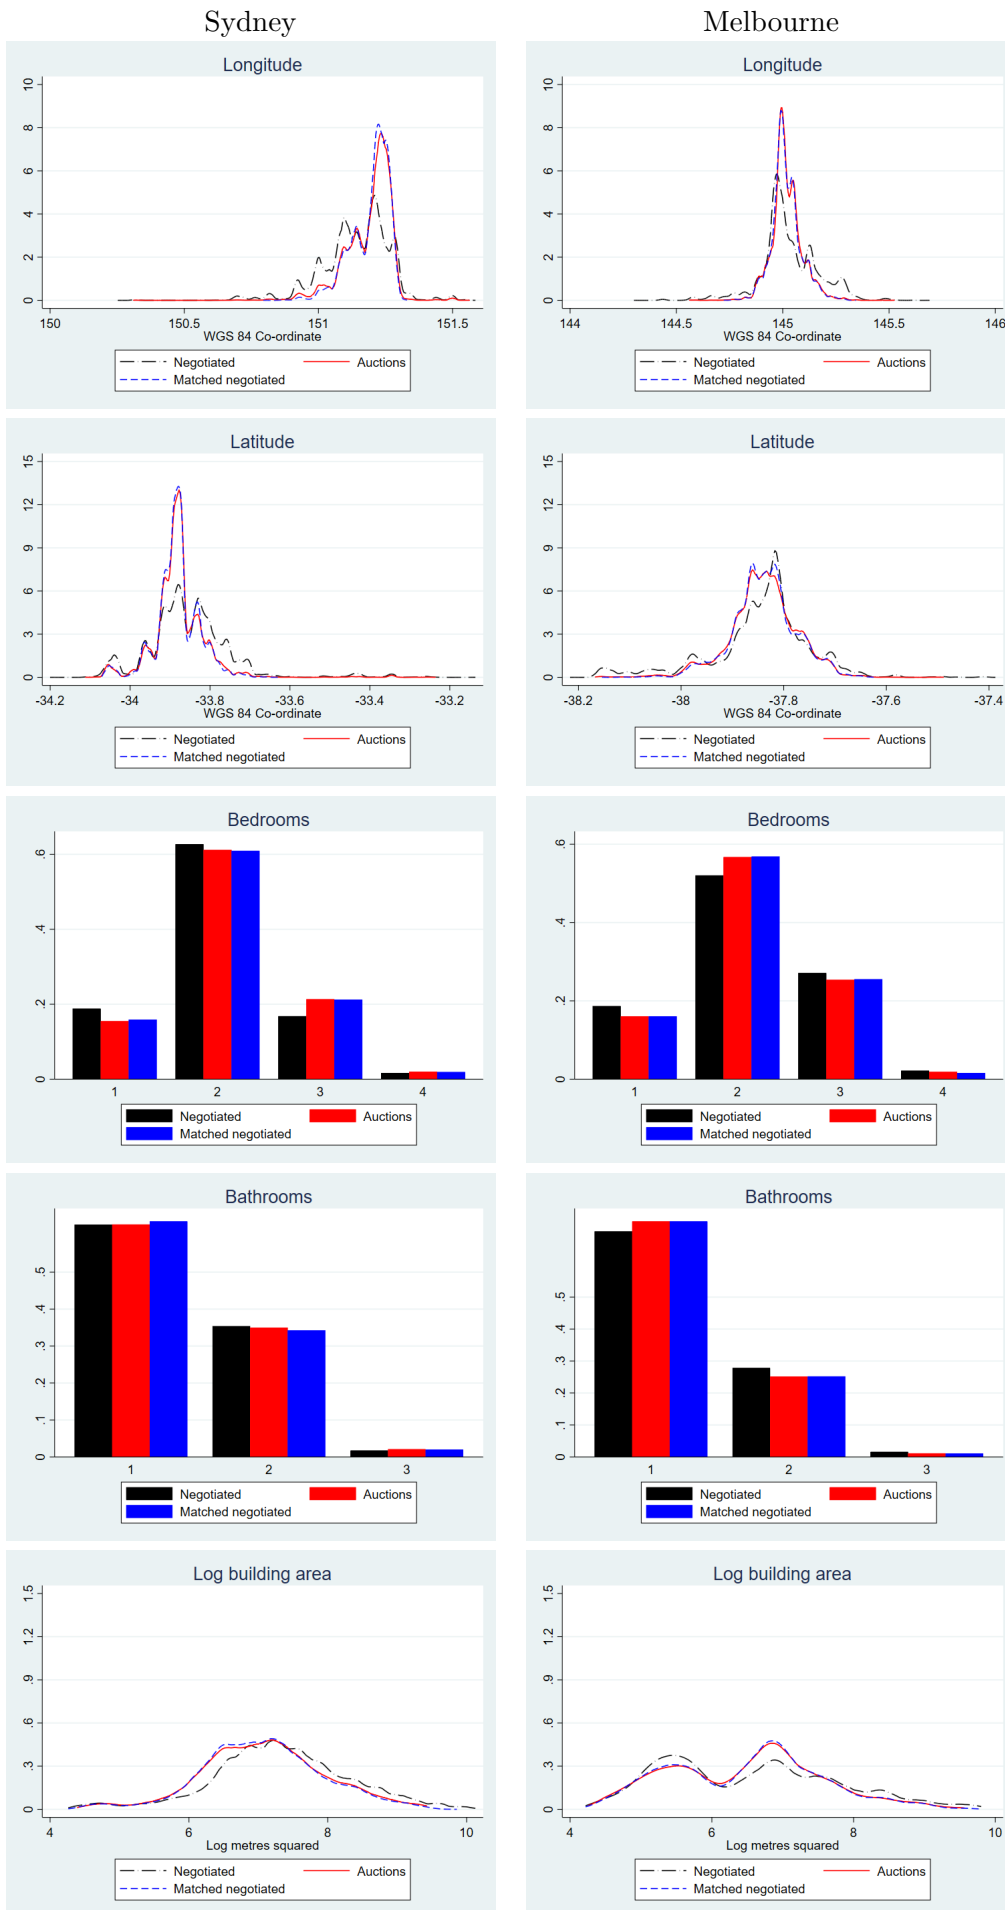 Sydney
Melbourne
Longitude
10
8
6
4
2
0
150
150.5
151
151.5
WGS 84 Co-ordinate
Negotiated
Auctions
Matched negotiated
Longitude
10
8
6
4
2
0
144
144.5
145
145.5
146
WGS 84 Co-ordinate
Negotiated
Auctions
Matched negotiated
Latitude
15
12
9
6
3
0
-34.2
-34
-33.8
-33.6
-33.4
-33.2
WGS 84 Co-ordinate
Negotiated
Auctions
Matched negotiated
Latitude
15
12
9
6
3
0
-38.2
-38
-37.8
-37.6
-37.4
WGS 84 Co-ordinate
Negotiated
Auctions
Matched negotiated
Bedrooms
.6
.4
.2
0
1
2
3
4
Negotiated
Auctions
Matched negotiated
Bedrooms
.6
.4
.2
0
1
2
3
4
Negotiated
Auctions
Matched negotiated
Bathrooms
.5
.4
.3
.2
.1
0
1
2
3
Negotiated
Auctions
Matched negotiated
Bathrooms
.5
.4
.3
.2
.1
0
1
2
3
Negotiated
Auctions
Matched negotiated
Log building area
1.5
1.2
.9
.6
.3
0
4
6
8
10
Log metres squared
Negotiated
Auctions
Matched negotiated
Log building area
1.5
1.2
.9
.6
.3
0
4
6
8
10
Log metres squared
Negotiated
Auctions
Matched negotiated